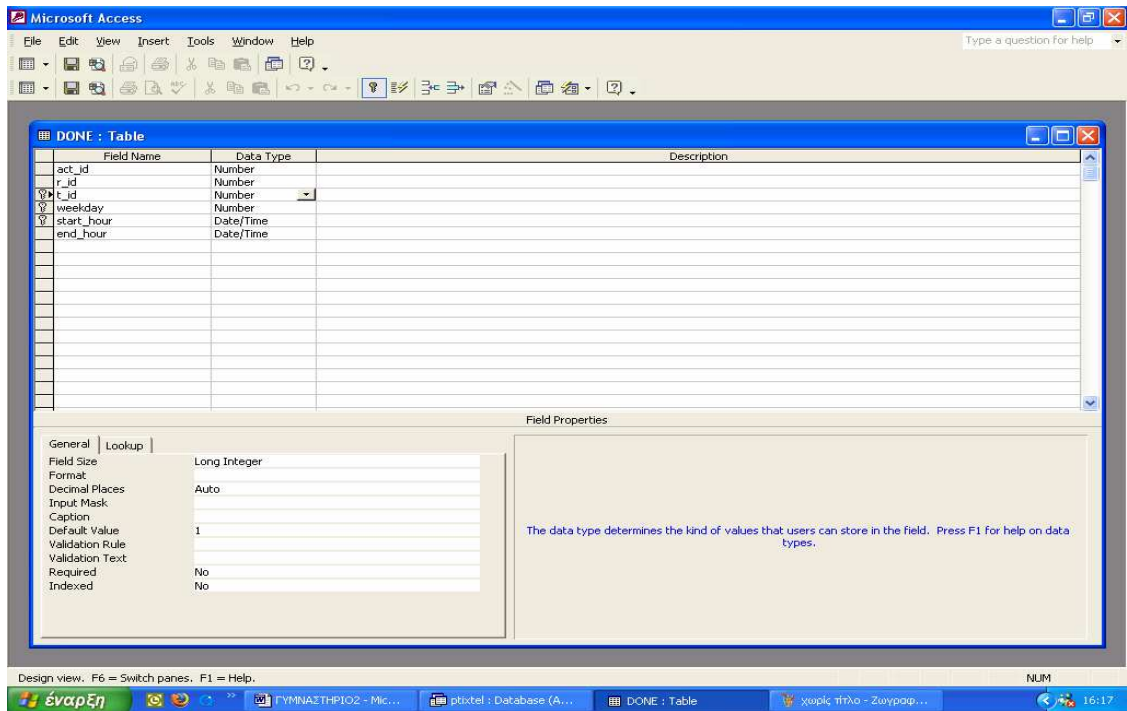 Microsoft Access
File Edit View Insert Tools Window Help Type a question for help
DONE : Table
Field Name Data Type Description
act_id Number
r_id Number
t_id Number
weekday Number
start_hour Date/Time
end_hour Date/Time
Field Properties
General Lookup
Field Size Long Integer
Format
Decimal Places Auto
Input Mask
Caption
Default Value 1
Validation Rule
Validation Text
Required No
Indexed No
The data type determines the kind of values that users can store in the field. Press F1 for help on data
types.
Design view. F6 = Switch panes. F1 = Help. NUM
έναρξη ΓΥΜΝΑΣΤΗΡΙΟ2 - Mic... ptixtel : Database (A... DONE : Table χωρίς τίτλο - Ζωγραφ... 16:17